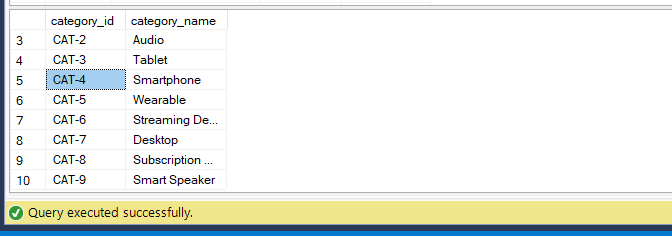 category_id category_name
3 CAT-2 Audio
4 CAT-3 Tablet
5 CAT-4 Smartphone
6 CAT-5 Wearable
7 CAT-6 Streaming De...
8 CAT-7 Desktop
9 CAT-8 Subscription ...
10 CAT-9 Smart Speaker
Query executed successfully.